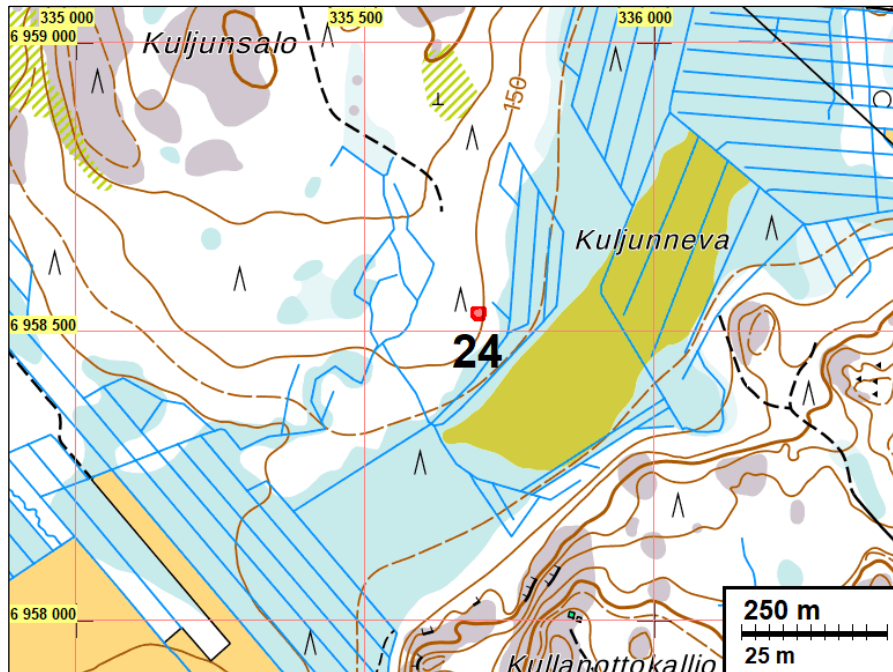 335 000
335 500
336 000
6 959 000
Kuljunsalo
150
Kuljunneva
6 958 500
24
6 958 000
250 m
25 m
Kullanottokallio